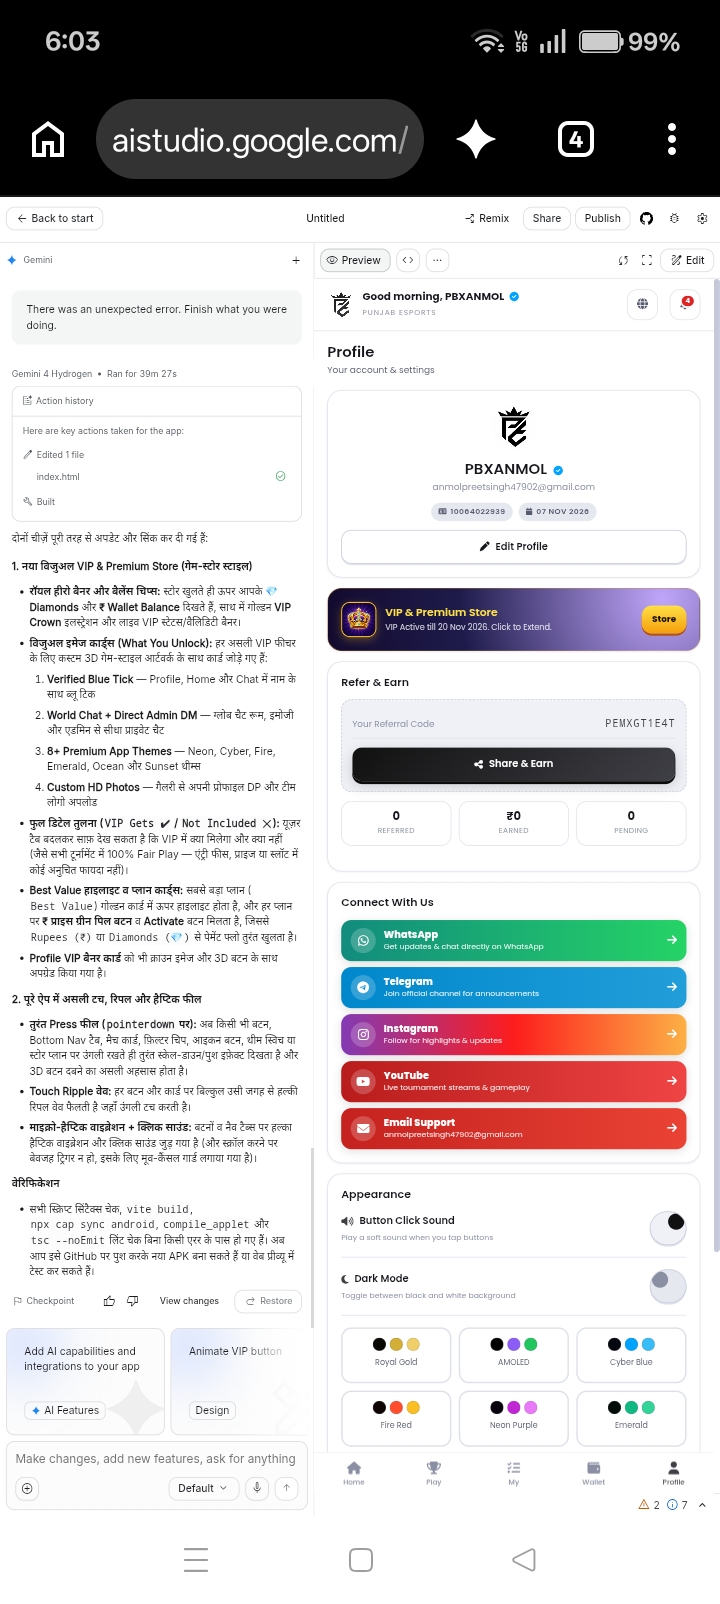 6:03
Vo
5G
99%
aistudio.google.com/
4
← Back to start
Untitled
Remix
Share
Publish
Gemini
+
There was an unexpected error. Finish what you were
doing.
Gemini 4 Hydrogen • Ran for 39m 27s
Action history
Here are key actions taken for the app:
Edited 1 file
index.html
Built
दोनों चीज़ें पूरी तरह से अपडेट और सिंक कर दी गई हैं:
1. नया विजुअल VIP & Premium Store (गेम-स्टोर स्टाइल)
• रॉयल हीरो बैनर और बैलेंस चिप्स: स्टोर खुलते ही ऊपर आपके 💎
Diamonds और ₹ Wallet Balance दिखते हैं, साथ में गोल्डन VIP
Crown इलस्ट्रेशन और लाइव VIP स्टेटस/वैलिडिटी बैनर।
• विजुअल इमेज कार्ड्स (What You Unlock): हर असली VIP फीचर
के लिए कस्टम 3D गेम-स्टाइल आर्टवर्क के साथ कार्ड जोड़े गए हैं:
1. Verified Blue Tick — Profile, Home और Chat में नाम के
साथ ब्लू टिक
2. World Chat + Direct Admin DM — ग्लोब चैट रूम, इमोजी
और एडमिन से सीधा प्राइवेट चैट
3. 8+ Premium App Themes — Neon, Cyber, Fire,
Emerald, Ocean और Sunset थीम्स
4. Custom HD Photos — गैलरी से अपनी प्रोफाइल DP और टीम
लोगो अपलोड
• फुल डिटेल तुलना (VIP Gets ✔ / Not Included ✕): यूज़र
टैब बदलकर साफ़ देख सकता है कि VIP में क्या मिलेगा और क्या नहीं
(जैसे सभी टूर्नामेंट में 100% Fair Play — एंट्री फीस, प्राइज या स्लॉट में
कोई अनुचित फायदा नहीं)।
• Best Value हाइलाइट व प्लान कार्ड्स: सबसे बड़ा प्लान (
Best Value) गोल्डन कार्ड में ऊपर हाइलाइट होता है, और हर प्लान
पर ₹ प्राइस ग्रीन पिल बटन व Activate बटन मिलता है, जिससे
Rupees (₹) या Diamonds (💎) से पेमेंट फ्लो तुरंत खुलता है।
• Profile VIP बैनर कार्ड को भी क्राउन इमेज और 3D बटन के साथ
अपग्रेड किया गया है।
2. पूरे ऐप में असली टच, रिपल और हैप्टिक फील
• तुरंत Press फील (pointerdown पर): अब किसी भी बटन,
Bottom Nav टैब, मैच कार्ड, फ़िल्टर चिप, आइकन बटन, थीम स्विच या
स्टोर प्लान पर उंगली रखते ही तुरंत स्केल-डाउन/पुश इफ़ेक्ट दिखता है और
3D बटन दबने का असली अहसास होता है।
• Touch Ripple वेव: हर बटन और कार्ड पर बिल्कुल उसी जगह से हल्की
रिपल वेव फैलती है जहाँ उंगली टच करती है।
• माइक्रो-हैप्टिक वाइब्रेशन + क्लिक साउंड: बटनों व नैव टैब्स पर हल्का
हैप्टिक वाइब्रेशन और क्लिक साउंड जुड़ गया है (और स्क्रॉल करने पर
बेवजह ट्रिगर न हो, इसके लिए मूव-कैंसल गार्ड लगाया गया है)।
वेरिफिकेशन
• सभी स्क्रिप्ट सिंटैक्स चेक, vite build,
npx cap sync android, compile_applet और
tsc --noEmit लिंट चेक बिना किसी एरर के पास हो गए हैं। अब
आप इसे GitHub पर पुश करके नया APK बना सकते हैं या वेब प्रीव्यू में
टेस्ट कर सकते हैं।
Checkpoint
View changes
Restore
Add AI capabilities and
integrations to your app
AI Features
Animate VIP button
Design
Make changes, add new features, ask for anything
Default
Preview
Edit
Good morning, PBXANMOL
PUNJAB ESPORTS
4
Profile
Your account & settings
PBXANMOL
anmolpreetsingh47902@gmail.com
10064022939
07 NOV 2026
Edit Profile
VIP & Premium Store
VIP Active till 20 Nov 2026. Click to Extend.
Store
Refer & Earn
Your Referral Code
PEMXGT1E4T
Share & Earn
0
REFERRED
₹0
EARNED
0
PENDING
Connect With Us
WhatsApp
Get updates & chat directly on WhatsApp
Telegram
Join official channel for announcements
Instagram
Follow for highlights & updates
YouTube
Live tournament streams & gameplay
Email Support
anmolpreetsingh47902@gmail.com
Appearance
Button Click Sound
Play a soft sound when you tap buttons
Dark Mode
Toggle between black and white background
Royal Gold
AMOLED
Cyber Blue
Fire Red
Neon Purple
Emerald
Home
Play
My
Wallet
Profile
2
7